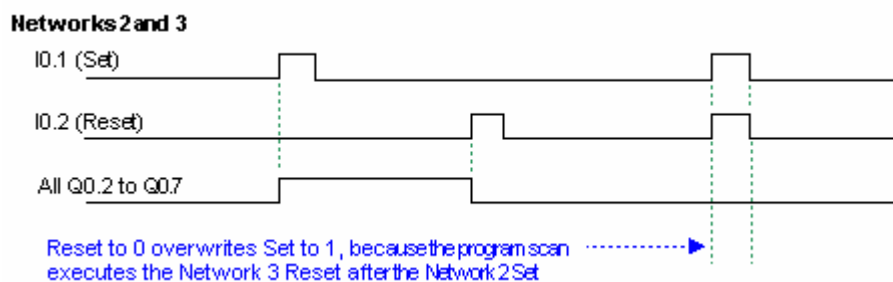 Networks 2 and 3
I0.1 (Set)
I0.2 (Reset)
All Q0.2 to Q0.7
Reset to 0 overwrites Set to 1, because the program scan
executes the Network 3 Reset after the Network 2 Set